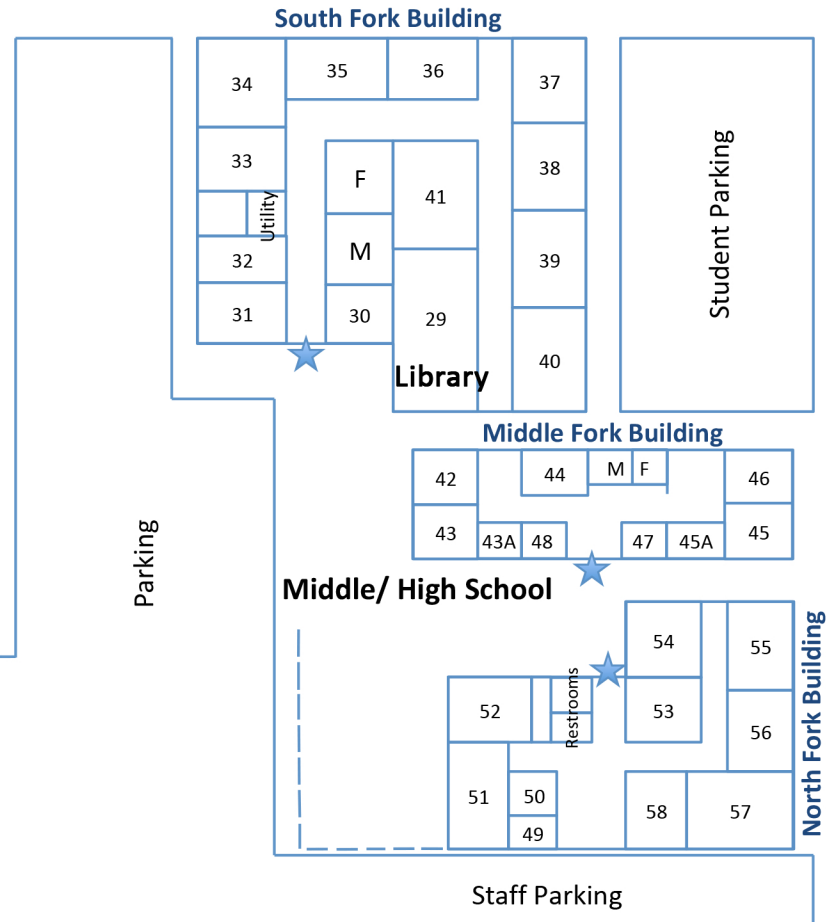 South Fork Building
34
35
36
37
33
F
41
38
Utility
M
32
39
31
30
29
40
Library
Student Parking
Middle Fork Building
42
44
M
F
46
43
43A
48
47
45A
45
Parking
Middle/ High School
54
55
52
Restrooms
53
56
North Fork Building
51
50
58
57
49
Staff Parking